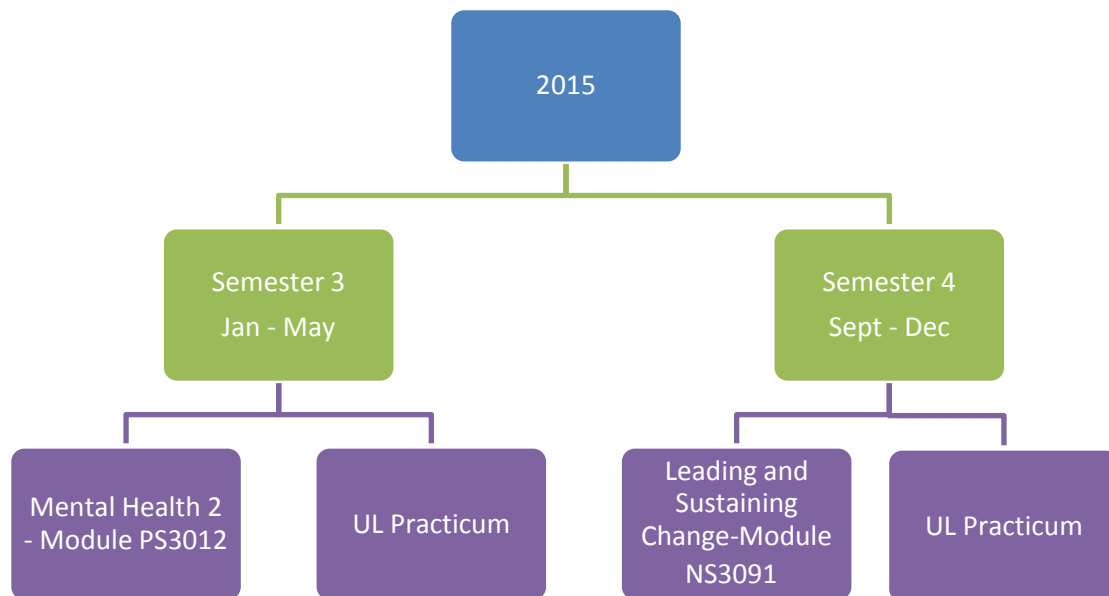 2015
Semester 3
Jan - May
Semester 4
Sept - Dec
Mental Health 2
- Module PS3012
UL Practicum
Leading and
Sustaining
Change-Module
NS3091
UL Practicum